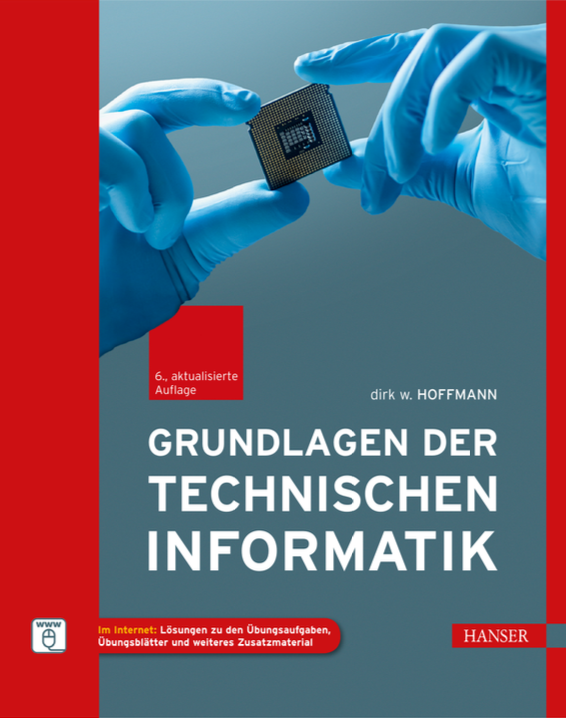 6., aktualisierte
Auflage
dirk w. HOFFMANN
GRUNDLAGEN DER
TECHNISCHEN
INFORMATIK
www
Im Internet: Lösungen zu den Übungsaufgaben,
Übungsblätter und weiteres Zusatzmaterial
HANSER